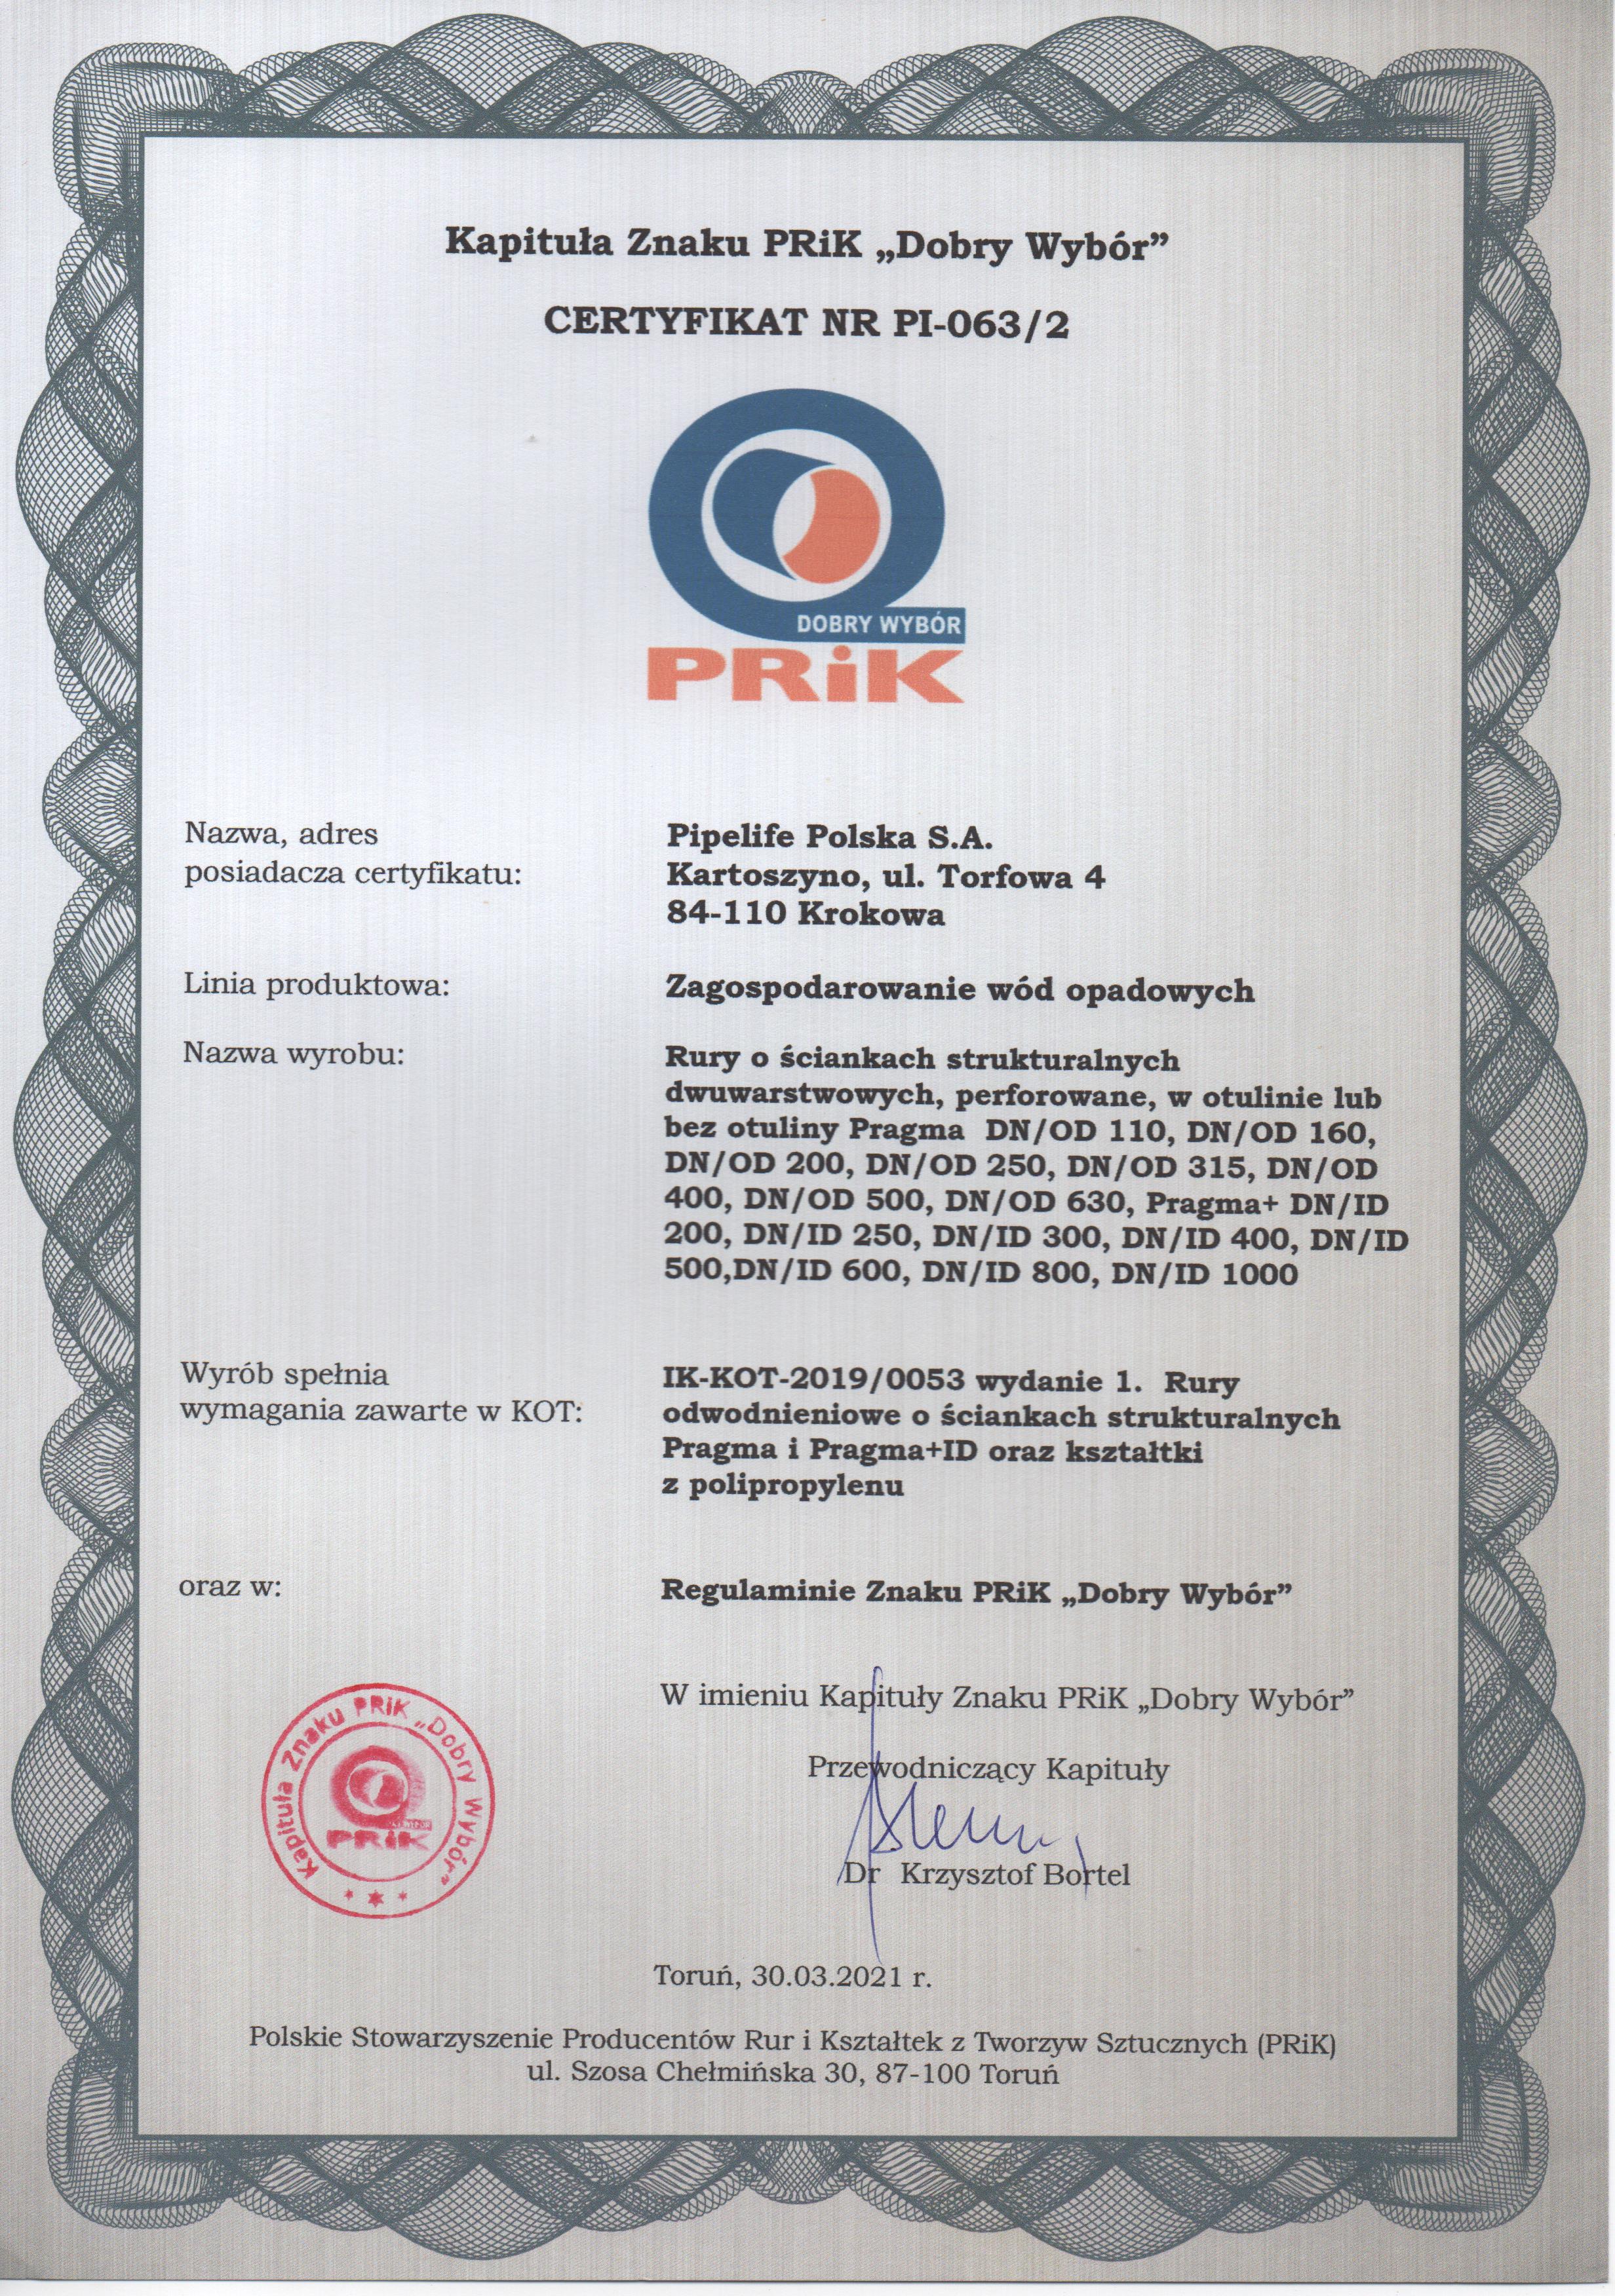 Kapituła Znaku PRiK „Dobry Wybór”
CERTYFIKAT NR PI-063/2
DOBRY WYBÓR
PRiK
Nazwa, adres
posiadacza certyfikatu:
Pipelife Polska S.A.
Kartoszyno, ul. Torfowa 4
84-110 Krokowa
Linia produktowa:
Zagospodarowanie wód opadowych
Nazwa wyrobu:
Rury o ściankach strukturalnych
dwuwarstwowych, perforowane, w otulinie lub
bez otuliny Pragma  DN/OD 110, DN/OD 160,
DN/OD 200, DN/OD 250, DN/OD 315, DN/OD
400, DN/OD 500, DN/OD 630, Pragma+ DN/ID
200, DN/ID 250, DN/ID 300, DN/ID 400, DN/ID
500,DN/ID 600, DN/ID 800, DN/ID 1000
Wyrób spełnia
wymagania zawarte w KOT:
IK-KOT-2019/0053 wydanie 1.  Rury
odwodnieniowe o ściankach strukturalnych
Pragma i Pragma+ID oraz kształtki
z polipropylenu
oraz w:
Regulaminie Znaku PRiK „Dobry Wybór”
W imieniu Kapituły Znaku PRiK „Dobry Wybór”
Przewodniczący Kapituły
Dr  Krzysztof Bortel
Kapituła Znaku PRiK „Dobry Wybór”
PRiK
Toruń, 30.03.2021 r.
Polskie Stowarzyszenie Producentów Rur i Kształtek z Tworzyw Sztucznych (PRiK)
ul. Szosa Chełmińska 30, 87-100 Toruń